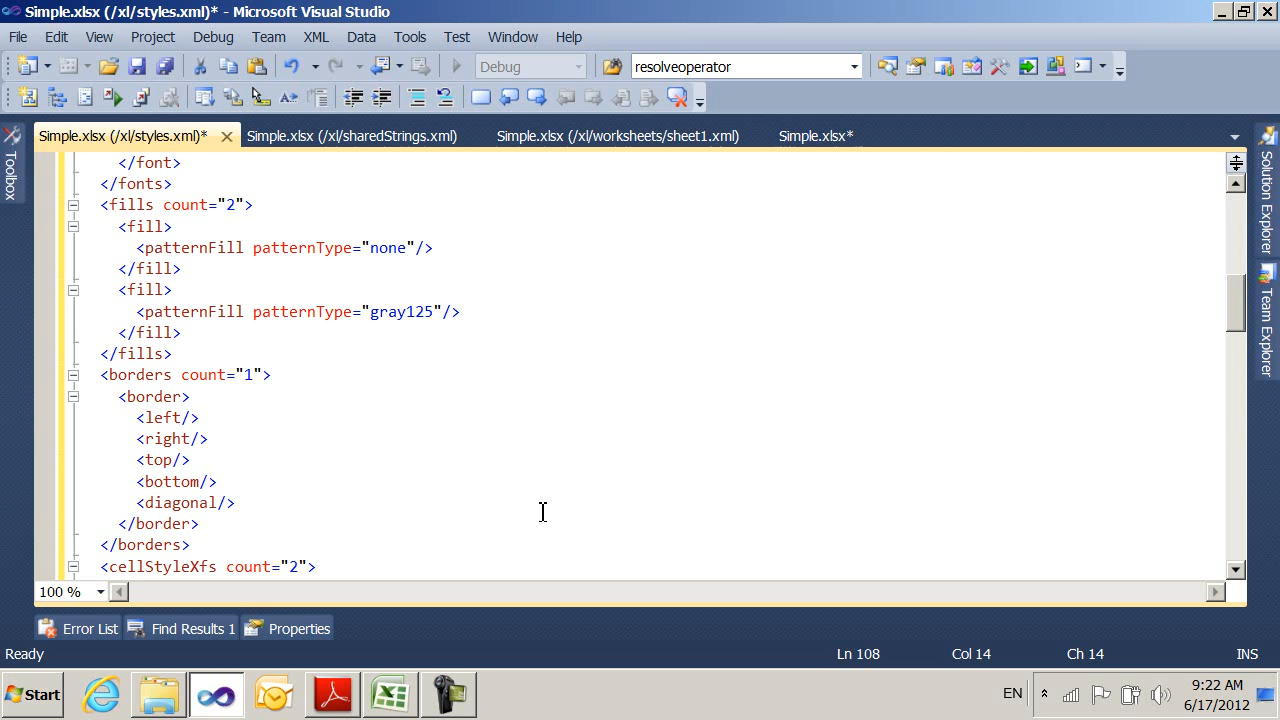 Simple.xlsx (/xl/styles.xml)* - Microsoft Visual Studio
File Edit View Project Debug Team XML Data Tools Test Window Help
Debug resolveoperator
Simple.xlsx (/xl/styles.xml)* Simple.xlsx (/xl/sharedStrings.xml) Simple.xlsx (/xl/worksheets/sheet1.xml) Simple.xlsx*
Toolbox
Solution Explorer
Team Explorer
</font>
</fonts>
<fills count="2">
<fill>
<patternFill patternType="none"/>
</fill>
<fill>
<patternFill patternType="gray125"/>
</fill>
</fills>
<borders count="1">
<border>
<left/>
<right/>
<top/>
<bottom/>
<diagonal/>
</border>
</borders>
<cellStyleXfs count="2">
100 %
Error List Find Results 1 Properties
Ready Ln 108 Col 14 Ch 14 INS
Start EN 9:22 AM
6/17/2012